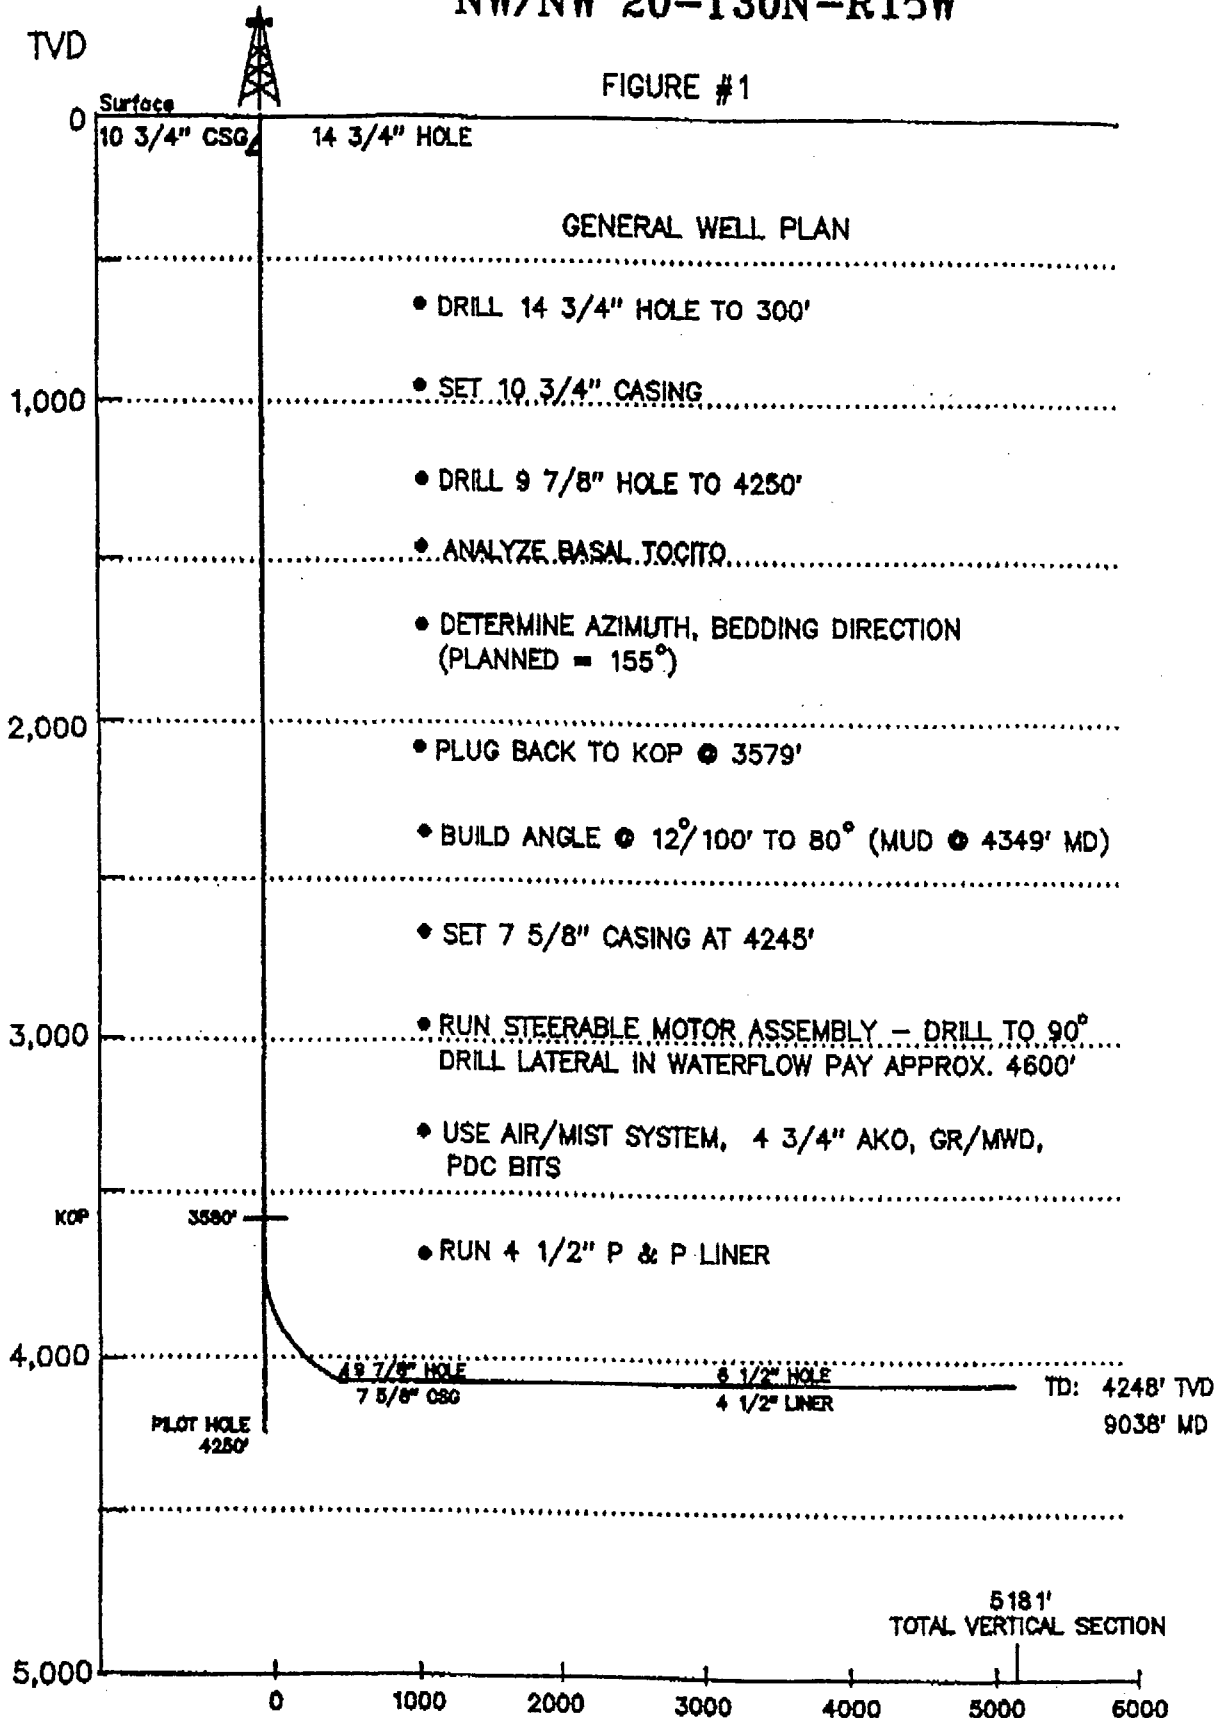 NW/NW 20-T30N-R15W
TVD
FIGURE #1
Surface
0
10 3/4" CSG
14 3/4" HOLE
GENERAL WELL PLAN
• DRILL 14 3/4" HOLE TO 300'
1,000
• SET 10 3/4" CASING
• DRILL 9 7/8" HOLE TO 4250'
• ANALYZE BASAL TOCITO
• DETERMINE AZIMUTH, BEDDING DIRECTION
(PLANNED = 155°)
2,000
• PLUG BACK TO KOP @ 3579'
• BUILD ANGLE @ 12°/100' TO 80° (MUD @ 4349' MD)
• SET 7 5/8" CASING AT 4245'
3,000
• RUN STEERABLE MOTOR ASSEMBLY – DRILL TO 90°
DRILL LATERAL IN WATERFLOW PAY APPROX. 4600'
• USE AIR/MIST SYSTEM, 4 3/4" AKO, GR/MWD,
PDC BITS
KOP 3580'
• RUN 4 1/2" P & P LINER
4,000
9 7/8" HOLE
7 5/8" CSG
6 1/2" HOLE
4 1/2" LINER
TD: 4248' TVD
9038' MD
PILOT HOLE
4250'
5181'
TOTAL VERTICAL SECTION
5,000
0 1000 2000 3000 4000 5000 6000